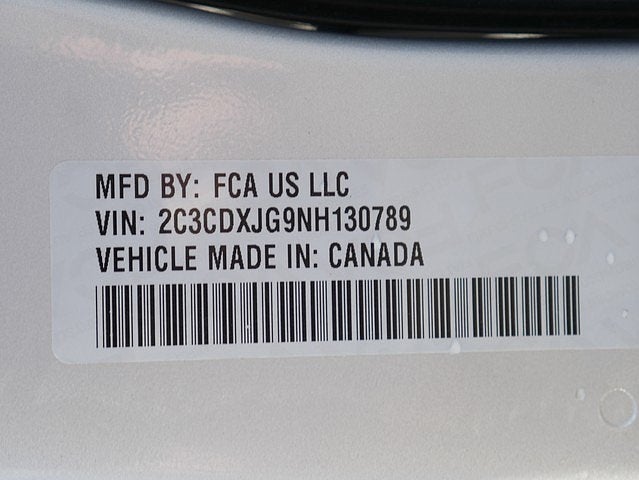 MFD BY: FCA US LLC
VIN: 2C3CDXJG9NH130789
VEHICLE MADE IN: CANADA